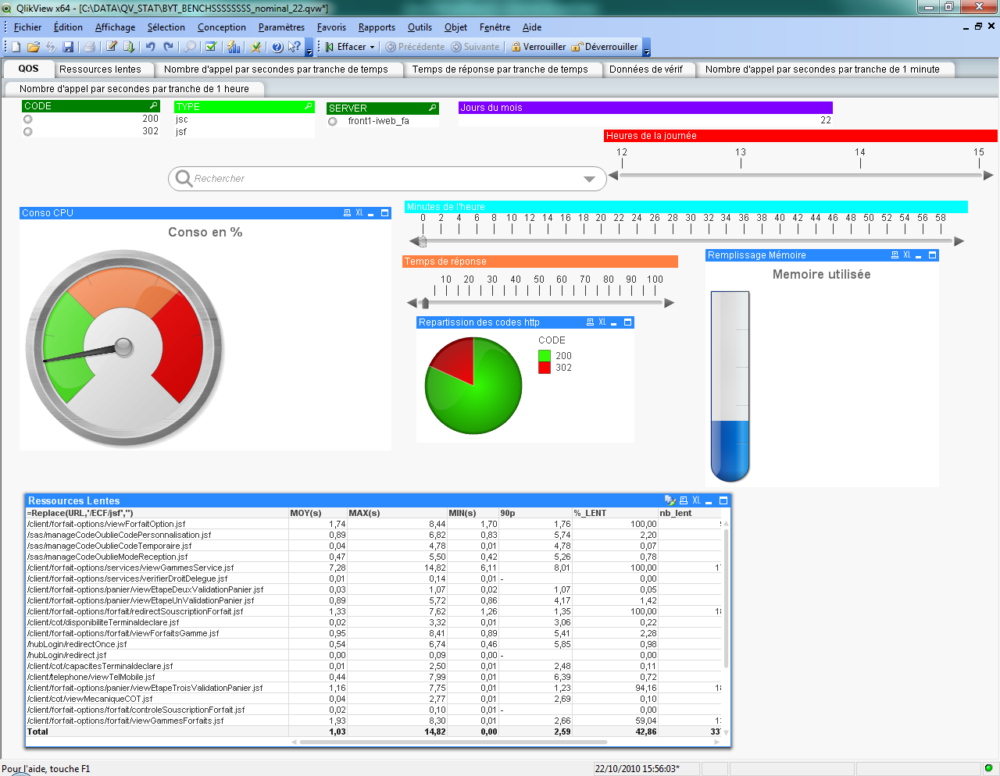 QlikView x64 - [C:\DATA\QV_STAT\BYT_BENCHSSSSSSSS_nominal_22.qvw*]
Fichier Édition Affichage Sélection Conception Paramètres Favoris Rapports Outils Objet Fenêtre Aide
Effacer Précédente Suivante Verrouiller Déverrouiller
QOS Ressources lentes Nombre d'appel par secondes par tranche de temps Temps de réponse par tranche de temps Données de vérif Nombre d'appel par secondes par tranche de 1 minute
Nombre d'appel par secondes par tranche de 1 heure
CODE
200
302
TYPE
jsc
jsf
SERVER
front1-iweb_fa
Jours du mois
22
Heures de la journée
12 13 14 15
Rechercher
Conso CPU XL
Conso en %
Minutes de l'heure
0 2 4 6 8 10 12 14 16 18 20 22 24 26 28 30 32 34 36 38 40 42 44 46 48 50 52 54 56 58
Temps de réponse
10 20 30 40 50 60 70 80 90 100
Remplissage Mémoire XL
Memoire utilisée
Repartission des codes http XL
CODE
200
302
Ressources Lentes XL
=Replace(URL,'/ECF/jsf','') MOY(s) MAX(s) MIN(s) 90p %_LENT nb_lent
/client/forfait-options/viewForfaitOption.jsf 1,74 8,44 1,70 1,76 100,00
/sas/manageCodeOublieCodePersonnalisation.jsf 0,89 6,82 0,83 5,74 2,20
/sas/manageCodeOublieCodeTemporaire.jsf 0,04 4,78 0,01 4,78 0,07
/sas/manageCodeOublieModeReception.jsf 0,47 5,50 0,42 5,26 0,78
/client/forfait-options/services/viewGammesService.jsf 7,28 14,82 6,11 8,01 100,00 17
/client/forfait-options/services/verifierDroitDelegue.jsf 0,01 0,14 0,01 - 0,00
/client/forfait-options/panier/viewEtapeDeuxValidationPanier.jsf 0,03 1,07 0,02 1,07 0,05
/client/forfait-options/panier/viewEtapeUnValidationPanier.jsf 0,89 5,72 0,86 4,17 1,42
/client/forfait-options/forfait/redirectSouscriptionForfait.jsf 1,33 7,62 1,26 1,35 100,00 18
/client/cot/disponibiliteTerminaldeclare.jsf 0,02 3,32 0,01 3,06 0,22
/client/forfait-options/forfait/viewForfaitsGamme.jsf 0,95 8,41 0,89 5,41 2,28
/hubLogin/redirectOnce.jsf 0,54 6,74 0,46 5,85 0,98
/hubLogin/redirect.jsf 0,00 0,09 0,00 - 0,00
/client/cot/capacitesTerminaldeclare.jsf 0,01 2,50 0,01 2,48 0,11
/client/telephone/viewTelMobile.jsf 0,44 7,99 0,01 6,39 0,72
/client/forfait-options/panier/viewEtapeTroisValidationPanier.jsf 1,16 7,75 0,01 1,23 94,16 18
/client/cot/viewMecaniqueCOT.jsf 0,04 2,77 0,01 2,69 0,10
/client/forfait-options/forfait/controleSouscriptionForfait.jsf 0,02 0,10 0,01 - 0,00
/client/forfait-options/forfait/viewGammesForfaits.jsf 1,93 8,30 0,01 2,66 59,04 13
Total 1,03 14,82 0,00 2,59 42,86 337
Pour l'aide, touche F1 22/10/2010 15:56:03*